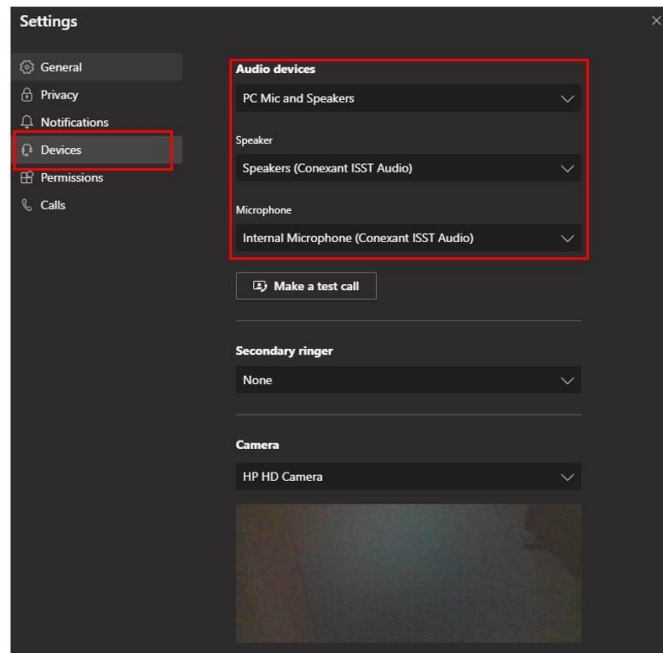 Settings
General
Privacy
Notifications
Devices
Permissions
Calls
Audio devices
PC Mic and Speakers
Speaker
Speakers (Conexant ISST Audio)
Microphone
Internal Microphone (Conexant ISST Audio)
Make a test call
Secondary ringer
None
Camera
HP HD Camera